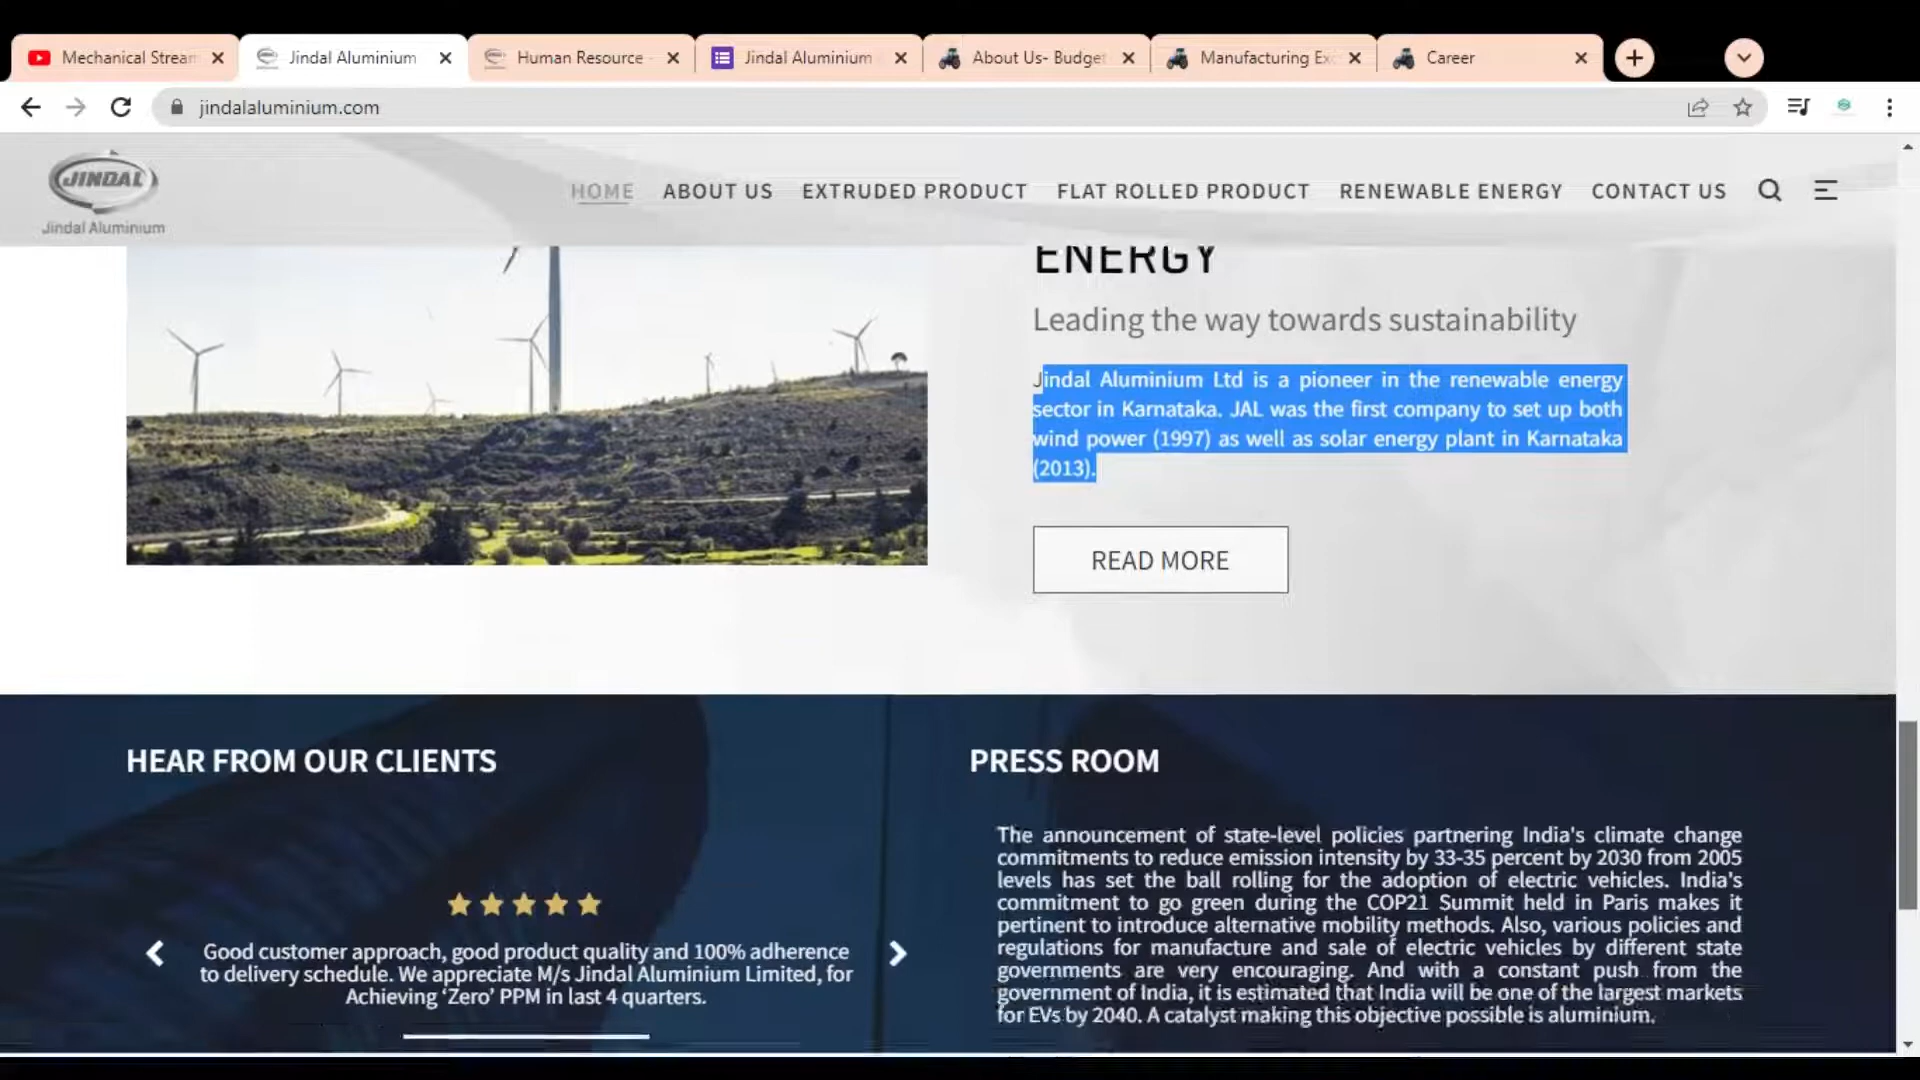 Mechanical Strean
Jindal Aluminium
Human Resource -
Jindal Aluminium
About Us- Budget
Manufacturing Exc
Career
jindalaluminium.com
JINDAL
Jindal Aluminium
HOME
ABOUT US
EXTRUDED PRODUCT
FLAT ROLLED PRODUCT
RENEWABLE ENERGY
CONTACT US
ENERGY
Leading the way towards sustainability
Jindal Aluminium Ltd is a pioneer in the renewable energy
sector in Karnataka. JAL was the first company to set up both
wind power (1997) as well as solar energy plant in Karnataka
(2013).
READ MORE
HEAR FROM OUR CLIENTS
Good customer approach, good product quality and 100% adherence
to delivery schedule. We appreciate M/s Jindal Aluminium Limited, for
Achieving ‘Zero’ PPM in last 4 quarters.
PRESS ROOM
The announcement of state-level policies partnering India's climate change
commitments to reduce emission intensity by 33-35 percent by 2030 from 2005
levels has set the ball rolling for the adoption of electric vehicles. India's
commitment to go green during the COP21 Summit held in Paris makes it
pertinent to introduce alternative mobility methods. Also, various policies and
regulations for manufacture and sale of electric vehicles by different state
governments are very encouraging. And with a constant push from the
government of India, it is estimated that India will be one of the largest markets
for EVs by 2040. A catalyst making this objective possible is aluminium.